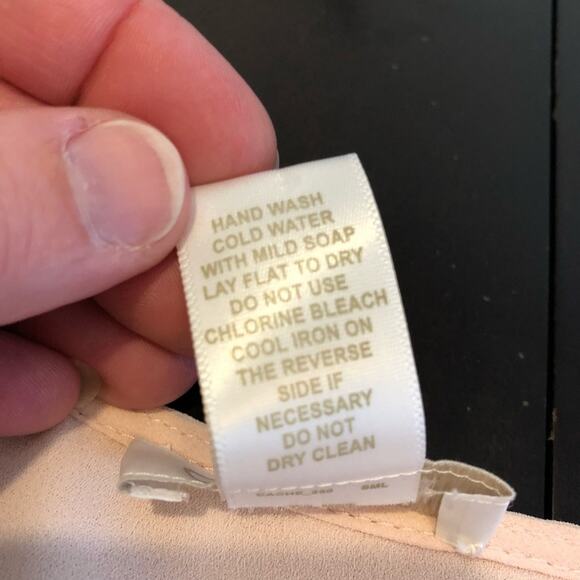 HAND WASH
COLD WATER
WITH MILD SOAP
LAY FLAT TO DRY
DO NOT USE
CHLORINE BLEACH
COOL IRON ON
THE REVERSE
SIDE IF
NECESSARY
DO NOT
DRY CLEAN